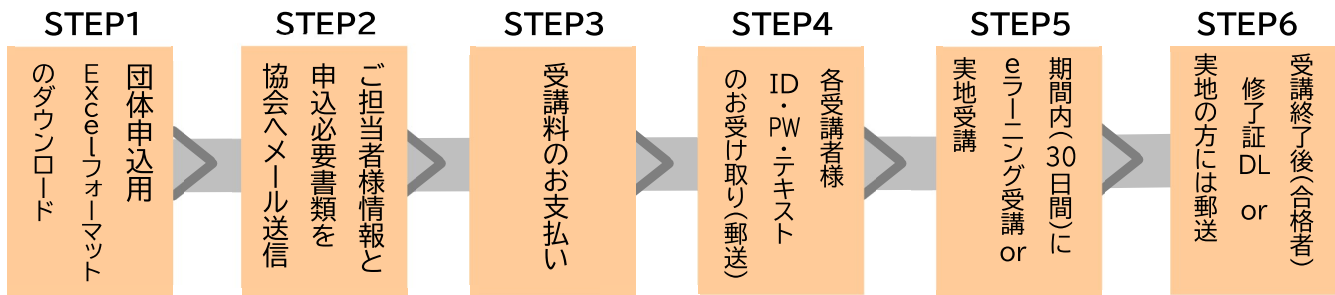 STEP1
団体申込用
Excelフォーマット
のダウンロード
STEP2
ご担当者様情報と
申込必要書類を
協会へメール送信
STEP3
受講料のお支払い
STEP4
各受講者様
ID・PW・テキスト
のお受け取り(郵送)
STEP5
期間内(30日間)に
eラーニング受講 or
実地受講
STEP6
受講終了後(合格者)
修了証DL or
実地の方には郵送